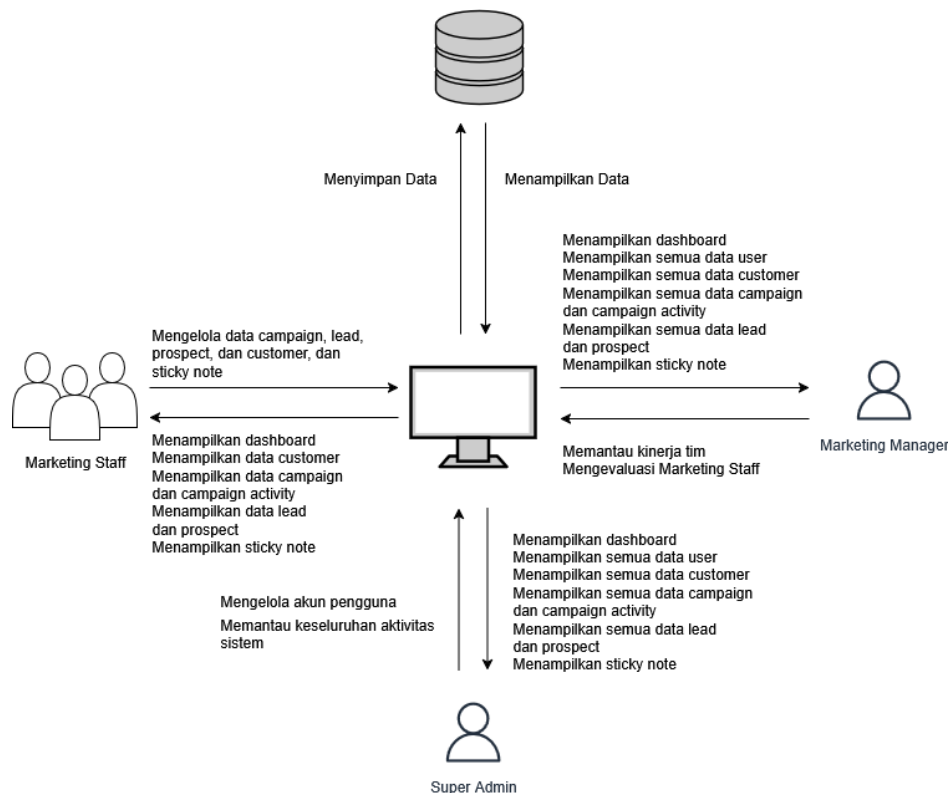 Menyimpan Data
Menampilkan Data
Menampilkan dashboard
Menampilkan semua data user
Menampilkan semua data customer
Menampilkan semua data campaign
dan campaign activity
Menampilkan semua data lead
dan prospect
Menampilkan sticky note
Mengelola data campaign, lead,
prospect, dan customer, dan
sticky note
Marketing Staff
Menampilkan dashboard
Menampilkan data customer
Menampilkan data campaign
dan campaign activity
Menampilkan data lead
dan prospect
Menampilkan sticky note
Marketing Manager
Memantau kinerja tim
Mengevaluasi Marketing Staff
Mengelola akun pengguna
Memantau keseluruhan aktivitas
sistem
Menampilkan dashboard
Menampilkan semua data user
Menampilkan semua data customer
Menampilkan semua data campaign
dan campaign activity
Menampilkan semua data lead
dan prospect
Menampilkan sticky note
Super Admin